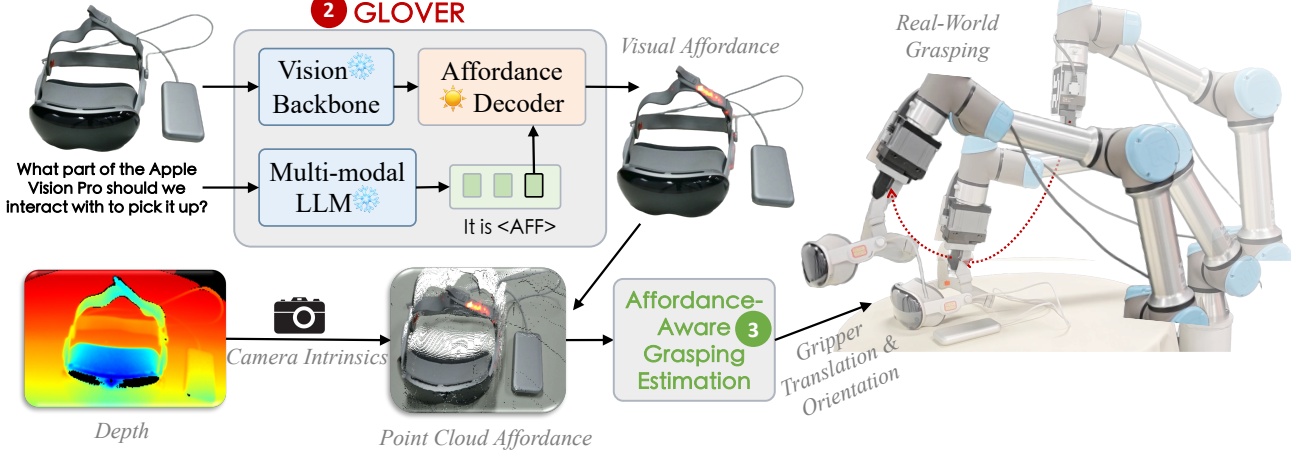 2 GLOVER
Vision
Backbone
Affordance
Decoder
Visual Affordance
Real-World
Grasping
What part of the Apple
Vision Pro should we
interact with to pick it up?
Multi-modal
LLM
It is <AFF>
Camera Intrinsics
Affordance-
Aware 3
Grasping
Estimation
Gripper
Translation &
Orientation
Depth
Point Cloud Affordance